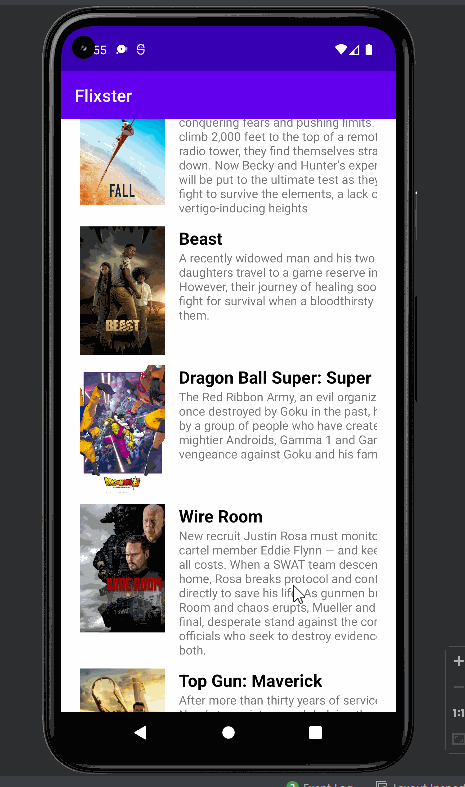 :55
Flixster
conquering fears and pushing limits.
climb 2,000 feet to the top of a remot
radio tower, they find themselves stra
down. Now Becky and Hunter's exper
will be put to the ultimate test as they
fight to survive the elements, a lack o
vertigo-inducing heights
FALL
Beast
A recently widowed man and his two
daughters travel to a game reserve in
However, their journey of healing soo
fight for survival when a bloodthirsty
them.
BEAST
Dragon Ball Super: Super
The Red Ribbon Army, an evil organiz
once destroyed by Goku in the past, h
by a group of people who have create
mightier Androids, Gamma 1 and Gar
vengeance against Goku and his fam
Wire Room
New recruit Justin Rosa must monito
cartel member Eddie Flynn — and kee
all costs. When a SWAT team descen
home, Rosa breaks protocol and cont
directly to save his life. As gunmen br
Room and chaos erupts, Mueller and
final, desperate stand against the cor
officials who seek to destroy evidence
both.
WIRE ROOM
Top Gun: Maverick
After more than thirty years of service
1:1
Event Log
Layout Inspec